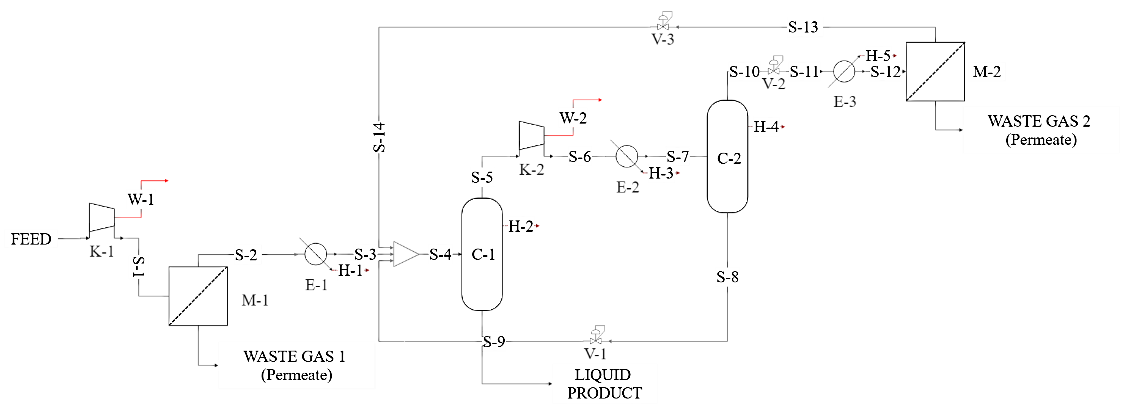 S-13
V-3
S-10
V-2
S-11
H-5
S-12
E-3
M-2
WASTE GAS 2
(Permeate)
S-14
W-2
K-2
S-6
E-2
H-3
S-7
C-2
H-4
S-5
W-1
FEED
K-1
S-1
S-2
E-1
H-1
S-3
S-4
C-1
H-2
S-8
M-1
S-9
V-1
WASTE GAS 1
(Permeate)
LIQUID
PRODUCT